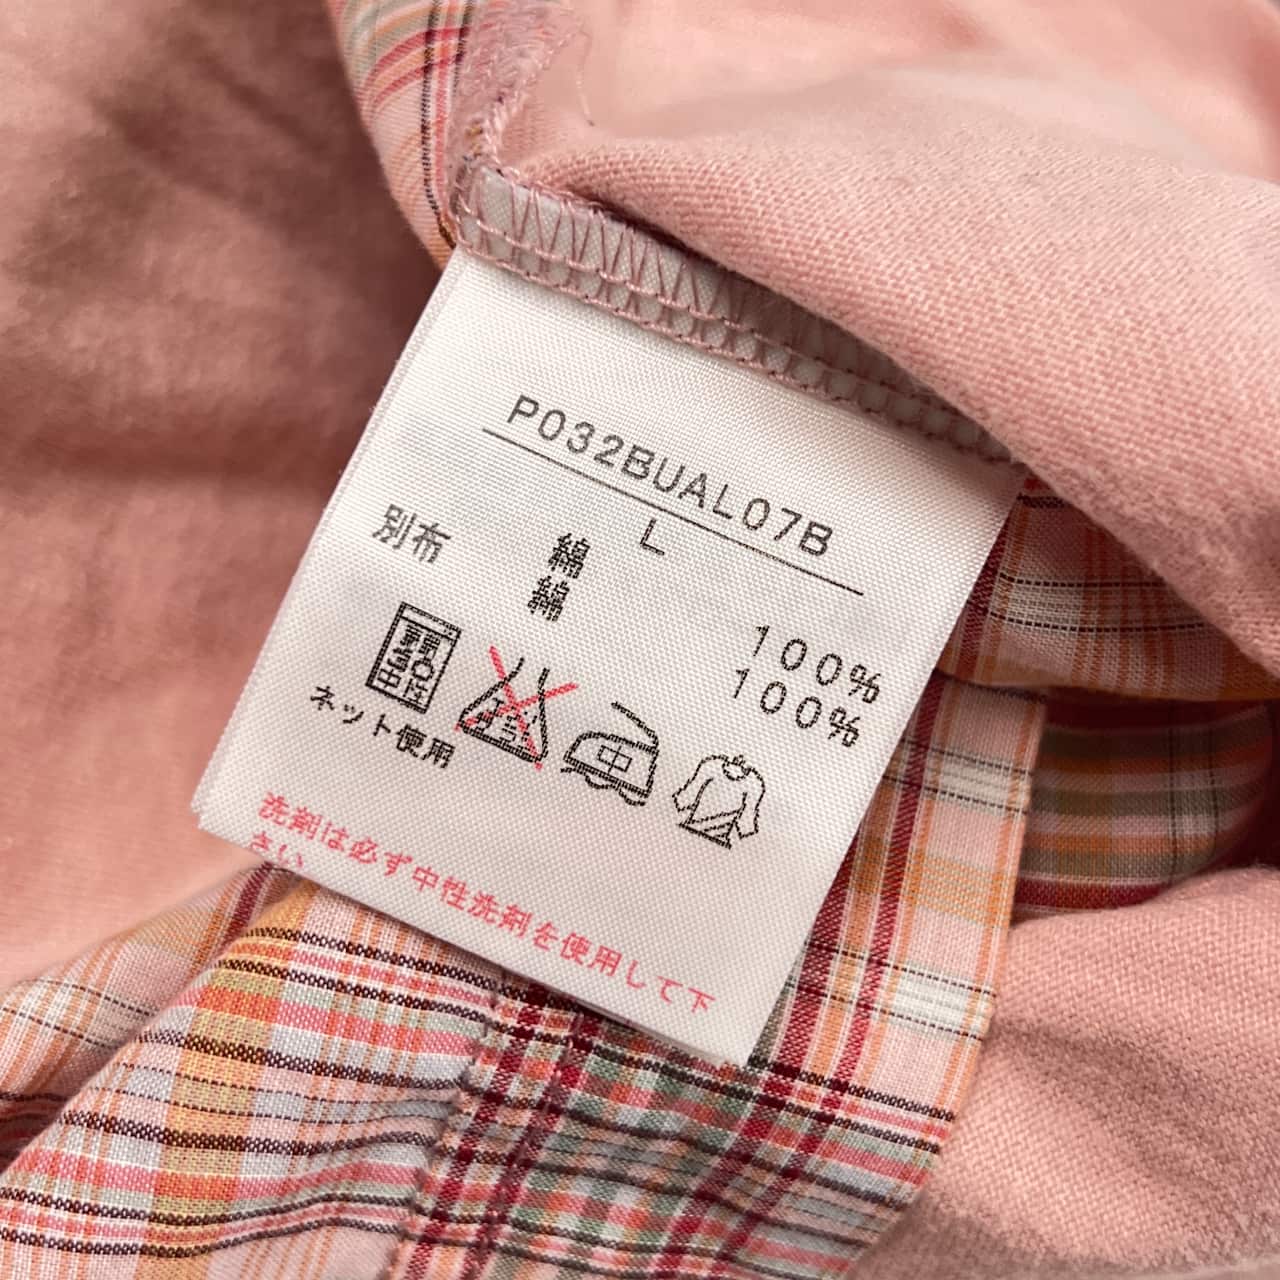 P032BUAL07B
L
綿 100%
別布 綿 100%
ネット使用
洗剤は必ず中性洗剤を使用して下
さい